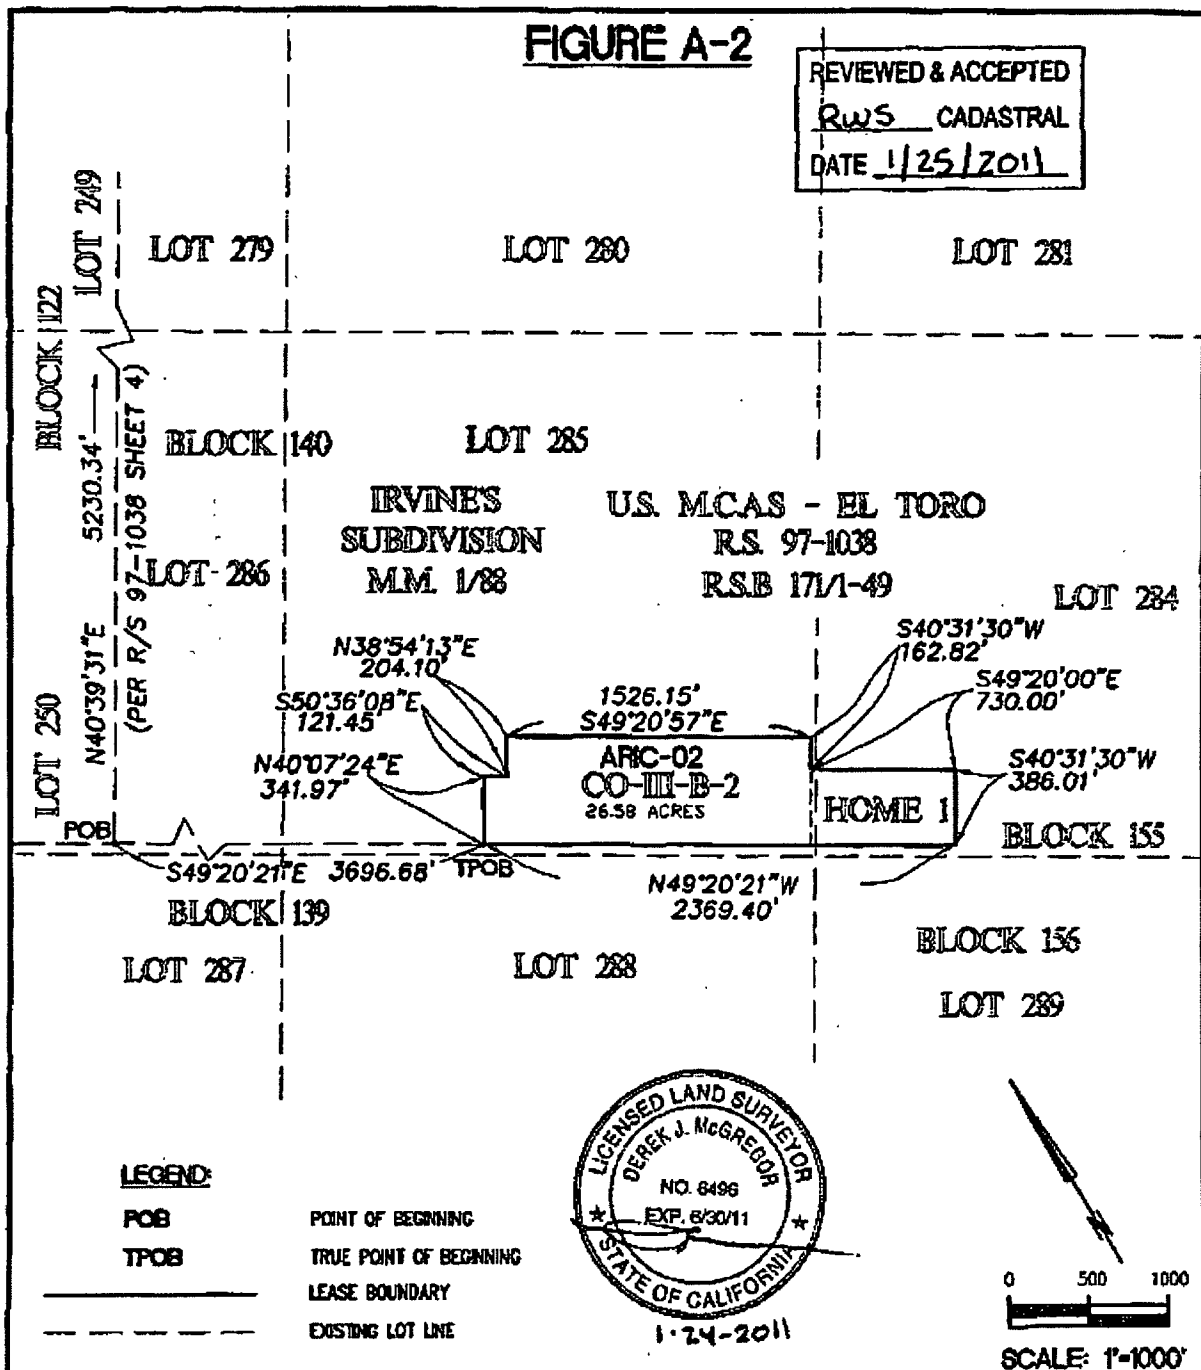 FIGURE A-2
REVIEWED & ACCEPTED
RWS CADASTRAL
DATE 1/25/2011
LOT 249
LOT 279
LOT 280
LOT 281
BLOCK 122
5230.34'
N40°39'31"E
(PER R/S 97-1038 SHEET 4)
BLOCK 140
LOT 285
IRVINE'S
SUBDIVISION
M.M. 1/88
U.S. M.C.A.S - EL TORO
R.S. 97-1038
R.S.B 171/1-49
LOT 286
LOT 284
LOT 250
N38°54'13"E
204.10'
S50°36'08"E
121.45'
N40°07'24"E
341.97'
1526.15'
S49°20'57"E
S40°31'30"W
162.82'
S49°20'00"E
730.00'
S40°31'30"W
386.01'
ARIC-02
CO-III-B-2
26.58 ACRES
HOME 1
BLOCK 155
POB
S49°20'21"E 3696.68'
TPOB
N49°20'21"W
2369.40'
BLOCK 139
LOT 287
LOT 288
BLOCK 156
LOT 289
LICENSED LAND SURVEYOR
DEREK J. McGREGOR
NO. 6496
EXP. 6/30/11
STATE OF CALIFORNIA
1-24-2011
LEGEND:
POB POINT OF BEGINNING
TPOB TRUE POINT OF BEGINNING
LEASE BOUNDARY
EXISTING LOT LINE
0 500 1000
SCALE: 1"=1000'